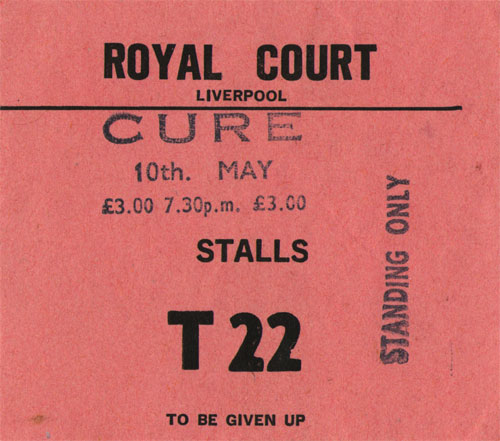 ROYAL COURT
LIVERPOOL
CURE
10th. MAY
£3.00 7.30p.m. £3.00
STALLS
T 22
STANDING ONLY
TO BE GIVEN UP